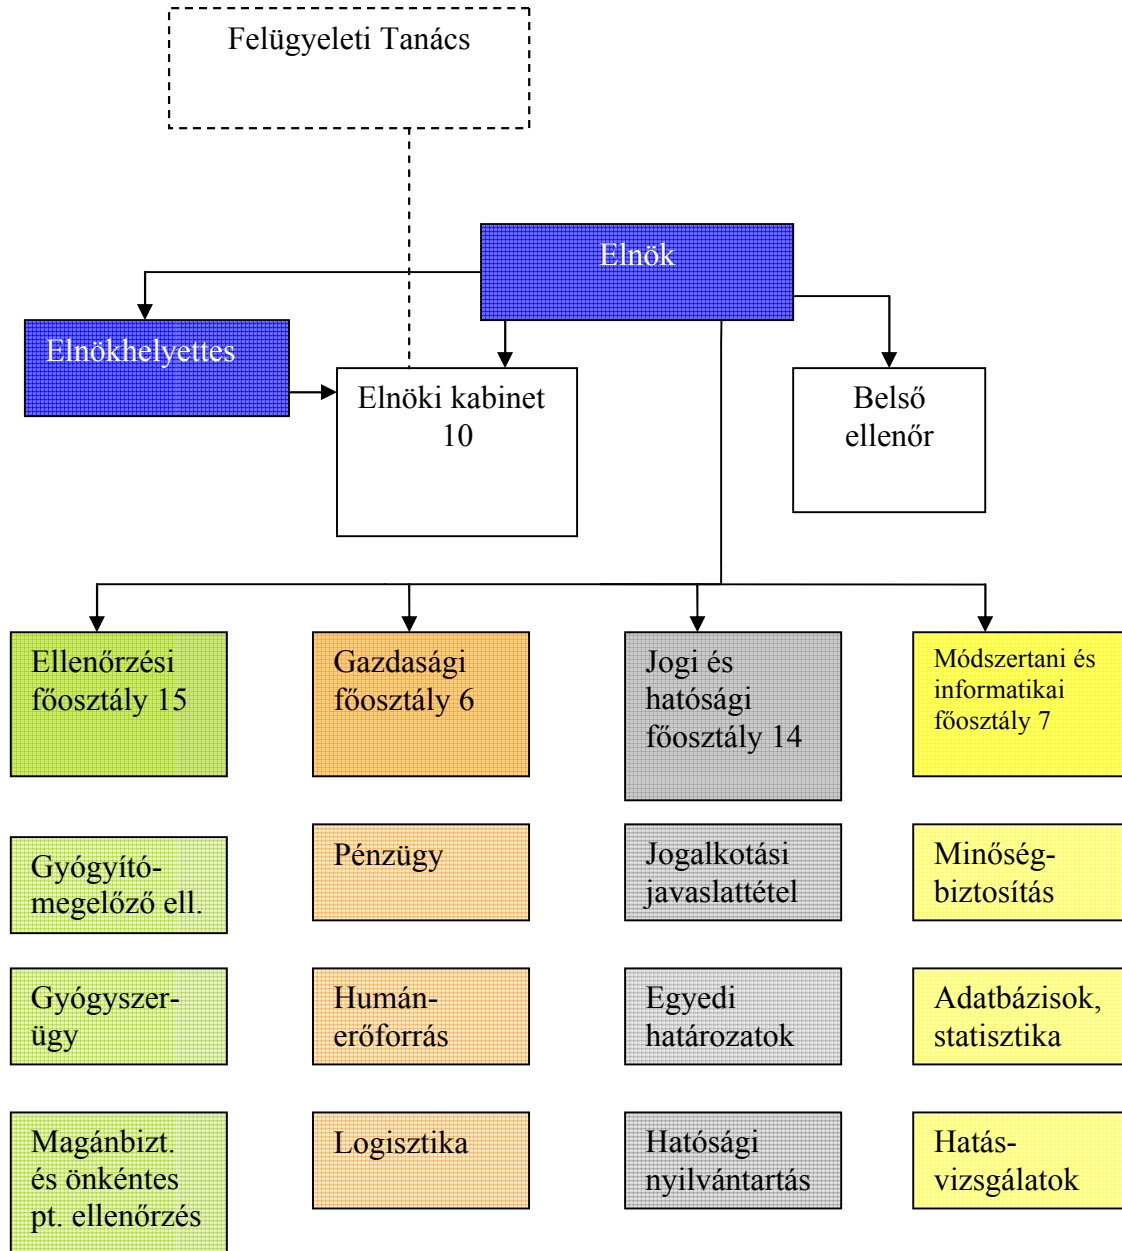 Felügyeleti Tanács
Elnök
Elnökhelyettes
Elnöki kabinet
10
Belső
ellenőr
Ellenőrzési
főosztály 15
Gazdasági
főosztály 6
Jogi és
hatósági
főosztály 14
Módszertani és
informatikai
főosztály 7
Gyógyító-
megelőző ell.
Pénzügy
Jogalkotási
javaslattétel
Minőség-
biztosítás
Gyógyszer-
ügy
Humán-
erőforrás
Egyedi
határozatok
Adatbázisok,
statisztika
Magánbizt.
és önkéntes
pt. ellenőrzés
Logisztika
Hatósági
nyilvántartás
Hatás-
vizsgálatok